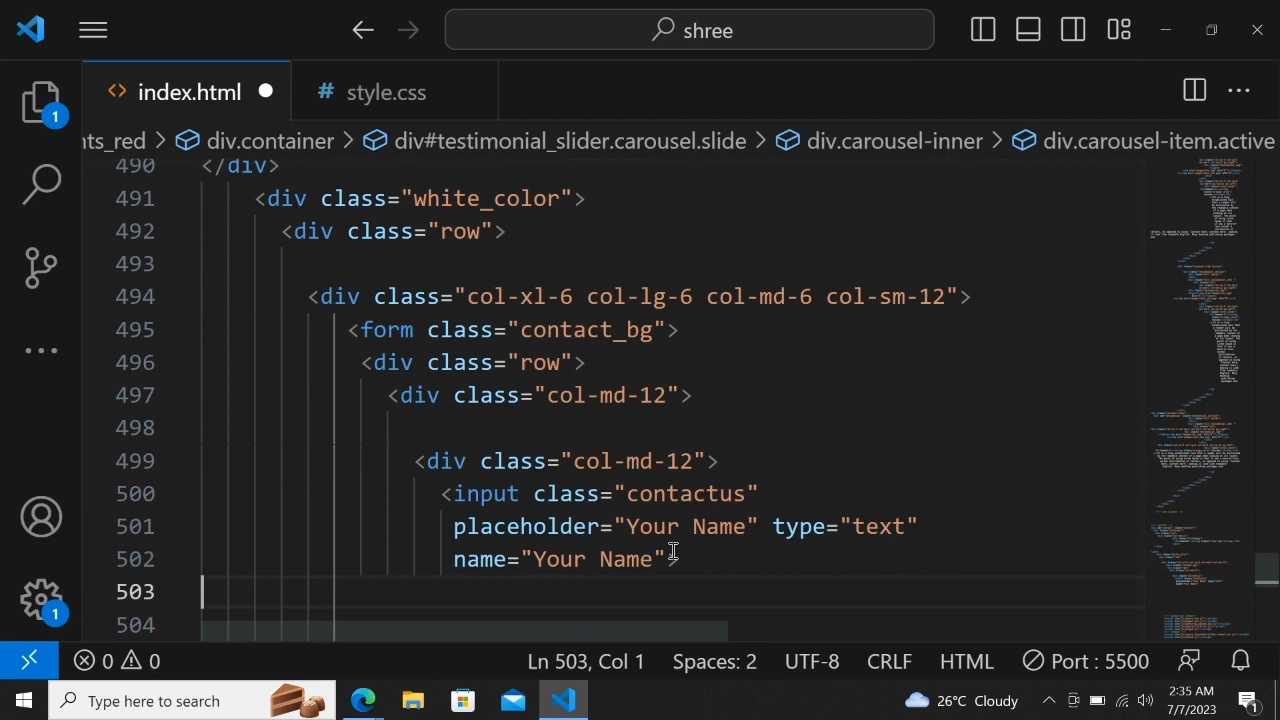 shree
index.html
# style.css
nts_red > div.container > div#testimonial_slider.carousel.slide > div.carousel-inner > div.carousel-item.active
490 </div>
491 <div class="white_color">
492 <div class="row">
493
494 <div class="col-xl-6 col-lg-6 col-md-6 col-sm-12">
495 <form class="contact_bg">
496 <div class="row">
497 <div class="col-md-12">
498
499 <div class="col-md-12">
500 <input class="contactus"
501 placeholder="Your Name" type="text"
502 name="Your Name">
503
504
1
1
0 0
Ln 503, Col 1
Spaces: 2
UTF-8
CRLF
HTML
Port : 5500
Type here to search
26°C Cloudy
2:35 AM
7/7/2023
1